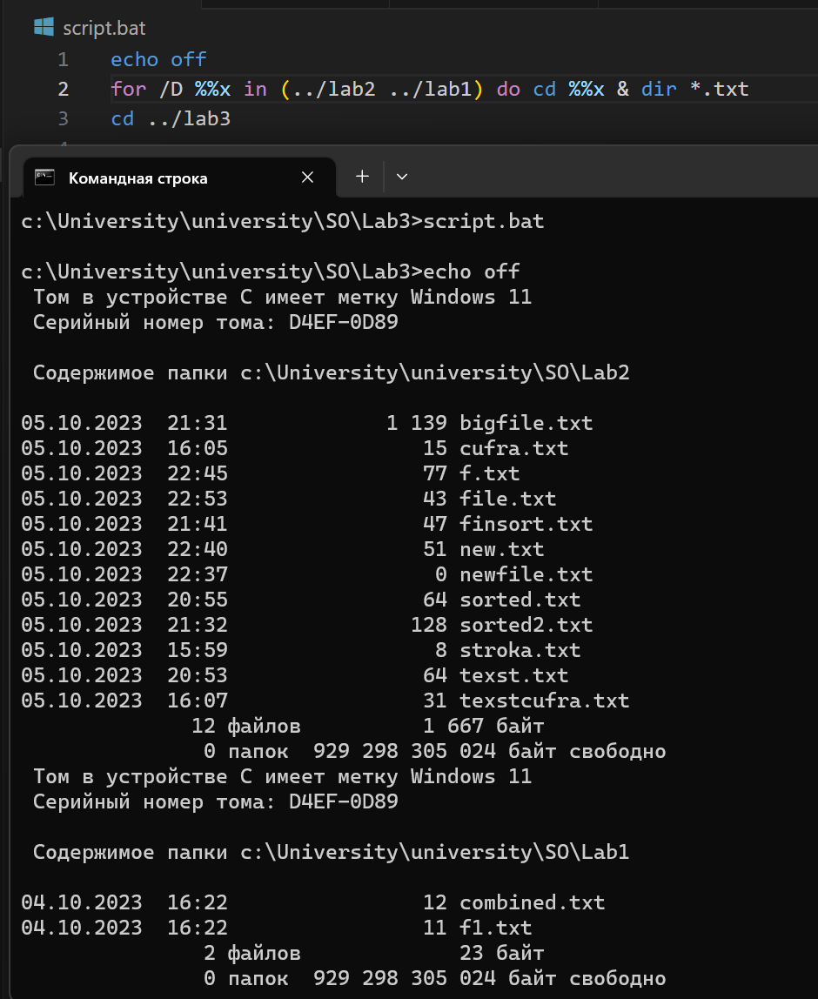 script.bat
1 echo off
2 for /D %%x in (../lab2 ../lab1) do cd %%x & dir *.txt
3 cd ../lab3
Командная строка
c:\University\university\SO\Lab3>script.bat
c:\University\university\SO\Lab3>echo off
Том в устройстве C имеет метку Windows 11
Серийный номер тома: D4EF-0D89
Содержимое папки c:\University\university\SO\Lab2
05.10.2023  21:31             1 139 bigfile.txt
05.10.2023  16:05                15 cufra.txt
05.10.2023  22:45                77 f.txt
05.10.2023  22:53                43 file.txt
05.10.2023  21:41                47 finsort.txt
05.10.2023  22:40                51 new.txt
05.10.2023  22:37                 0 newfile.txt
05.10.2023  20:55                64 sorted.txt
05.10.2023  21:32               128 sorted2.txt
05.10.2023  15:59                 8 stroka.txt
05.10.2023  20:53                64 texst.txt
05.10.2023  16:07                31 texstcufra.txt
12 файлов          1 667 байт
0 папок  929 298 305 024 байт свободно
Том в устройстве C имеет метку Windows 11
Серийный номер тома: D4EF-0D89
Содержимое папки c:\University\university\SO\Lab1
04.10.2023  16:22                12 combined.txt
04.10.2023  16:22                11 f1.txt
2 файлов             23 байт
0 папок  929 298 305 024 байт свободно